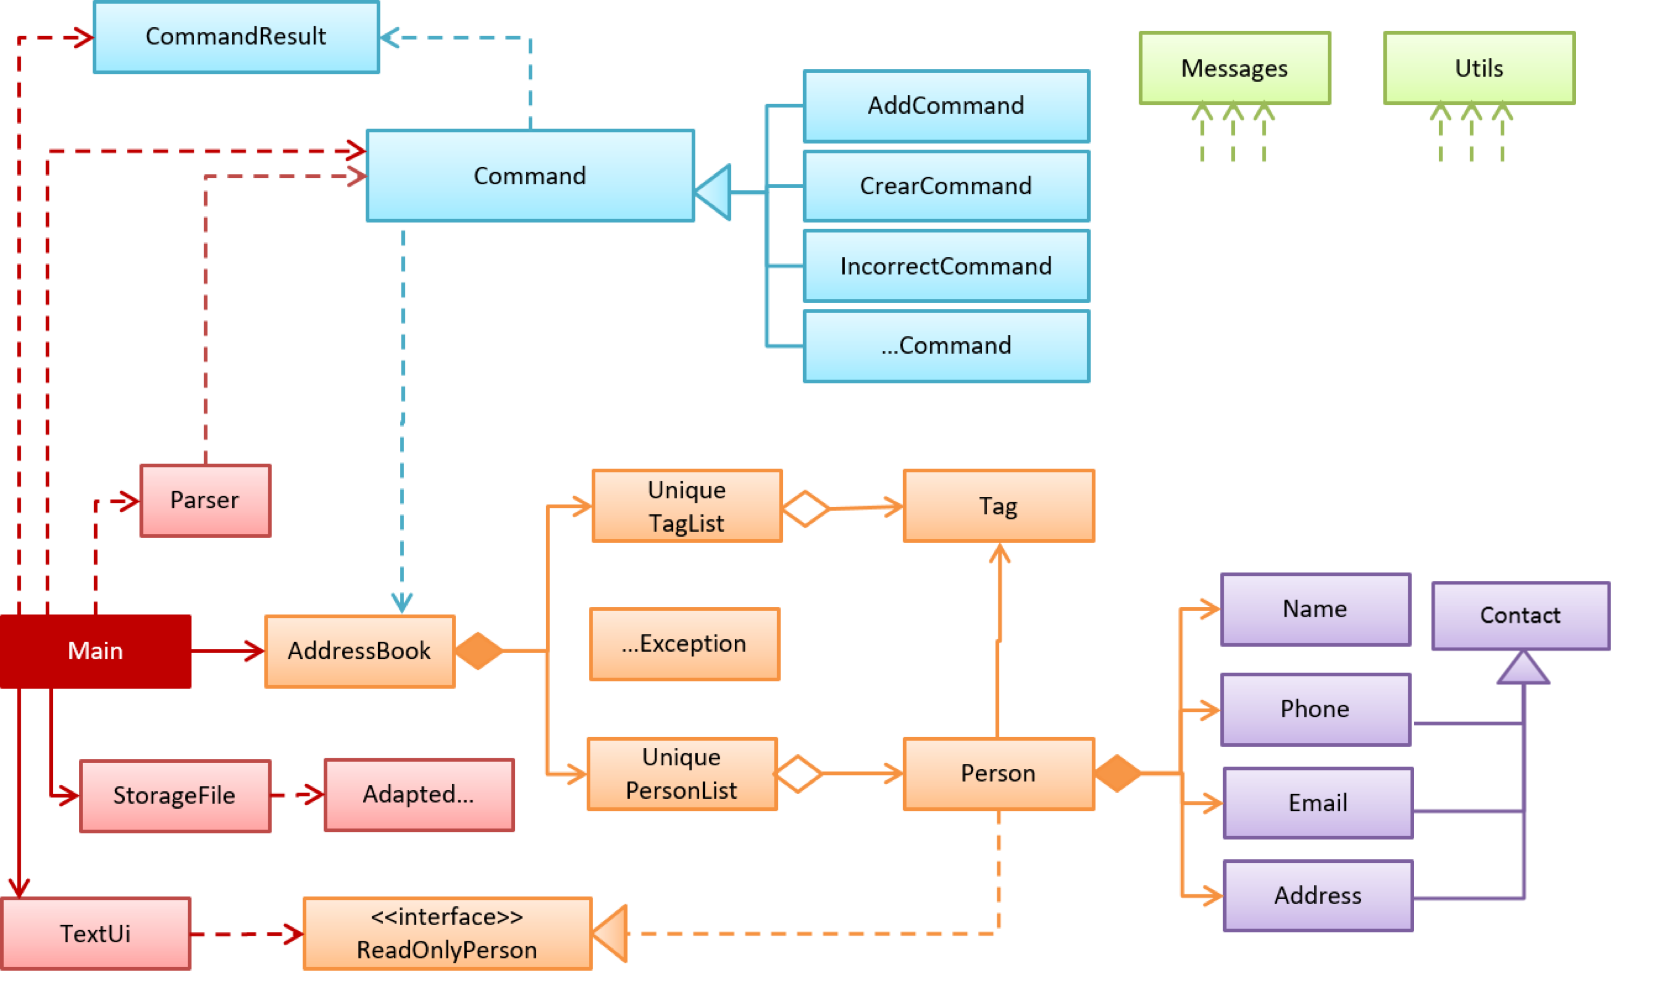 CommandResult
Messages
Utils
AddCommand
Command
CrearCommand
IncorrectCommand
...Command
Parser
Unique
TagList
Tag
Main
AddressBook
...Exception
Name
Contact
Phone
Unique
PersonList
Person
StorageFile
Adapted...
Email
Address
TextUi
<<interface>>
ReadOnlyPerson